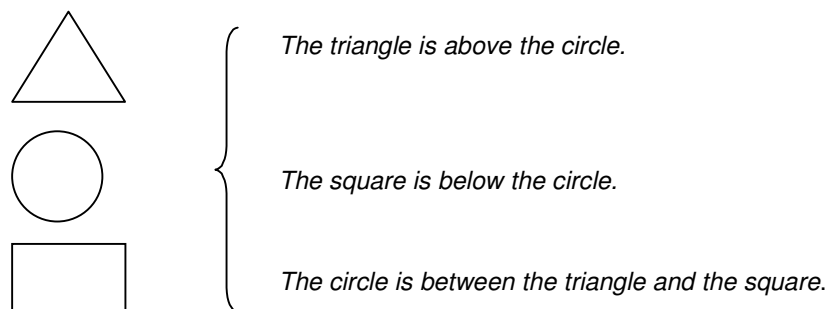 The triangle is above the circle.
The square is below the circle.
The circle is between the triangle and the square.